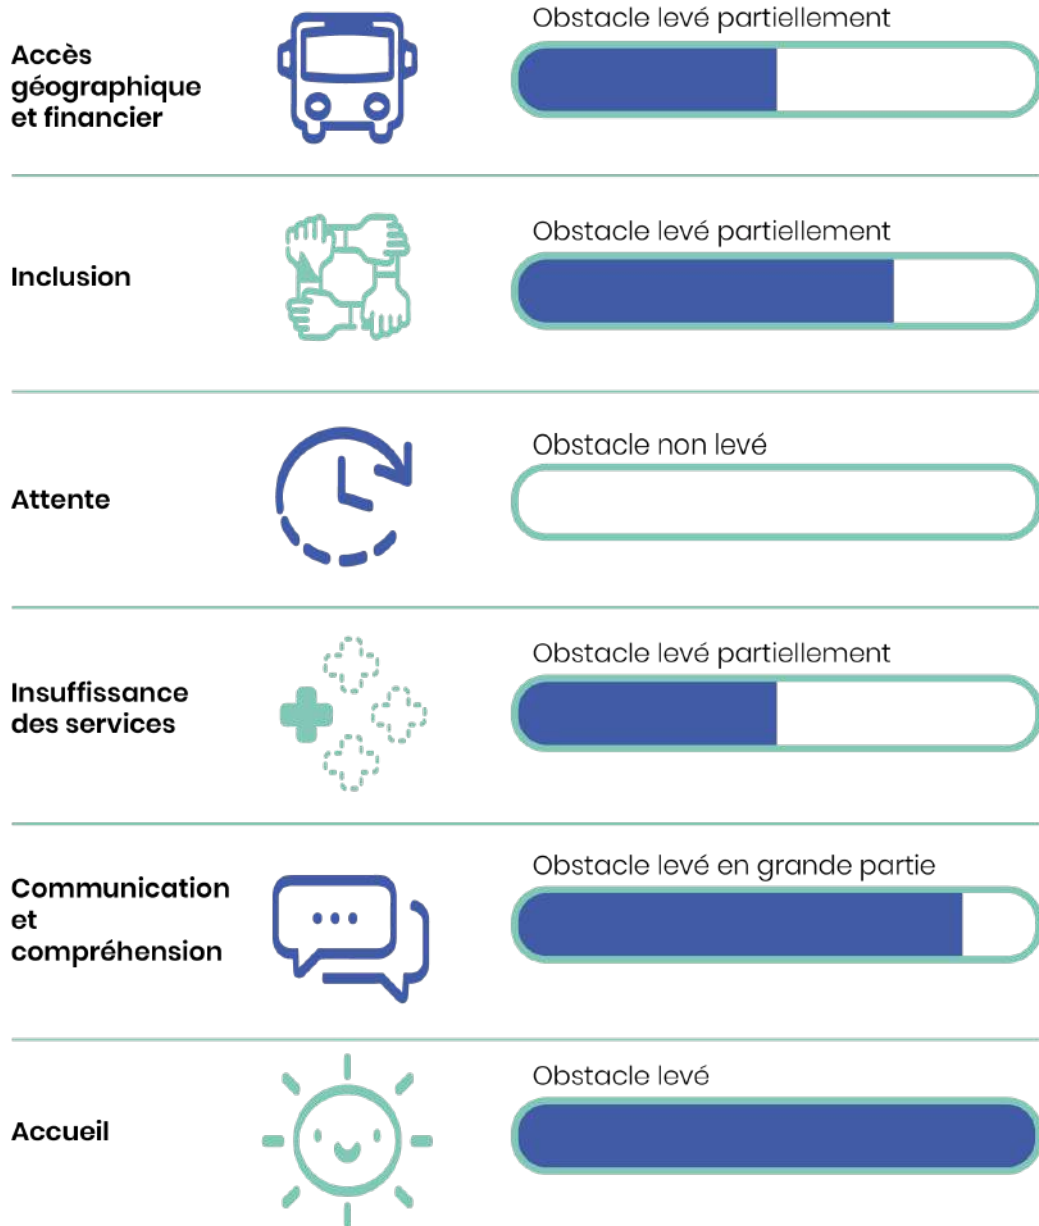 Accès
géographique
et financier
Obstacle levé partiellement
Inclusion
Obstacle levé partiellement
Attente
Obstacle non levé
Insuffissance
des services
Obstacle levé partiellement
Communication
et
compréhension
Obstacle levé en grande partie
Accueil
Obstacle levé